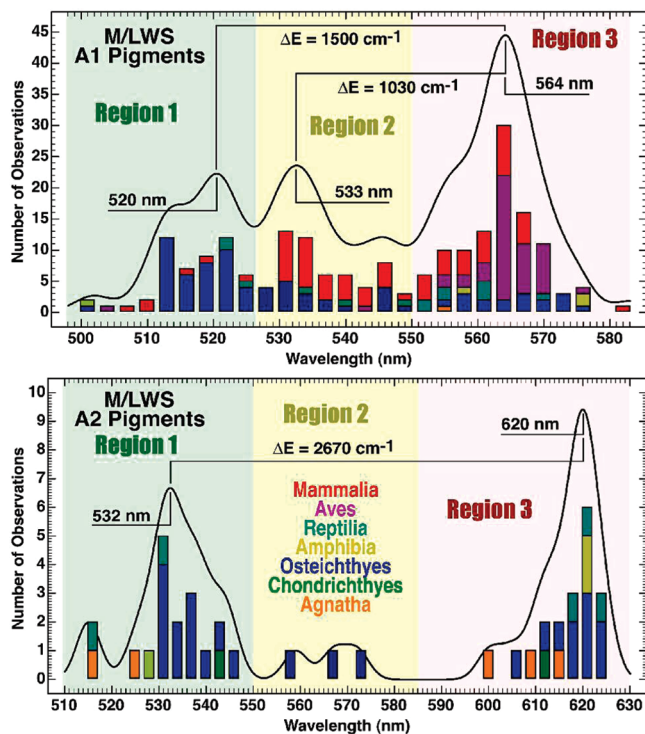 M/LWS
A1 Pigments
Region 1
Region 2
Region 3
ΔE = 1500 cm-1
ΔE = 1030 cm-1
564 nm
520 nm
533 nm
Number of Observations
45
40
35
30
25
20
15
10
5
0
500 510 520 530 540 550 560 570 580
Wavelength (nm)
M/LWS
A2 Pigments
Region 1
Region 2
Region 3
ΔE = 2670 cm-1
620 nm
532 nm
Mammalia
Aves
Reptilia
Amphibia
Osteichthyes
Chondrichthyes
Agnatha
Number of Observations
10
9
8
7
6
5
4
3
2
1
0
510 520 530 540 550 560 570 580 590 600 610 620 630
Wavelength (nm)